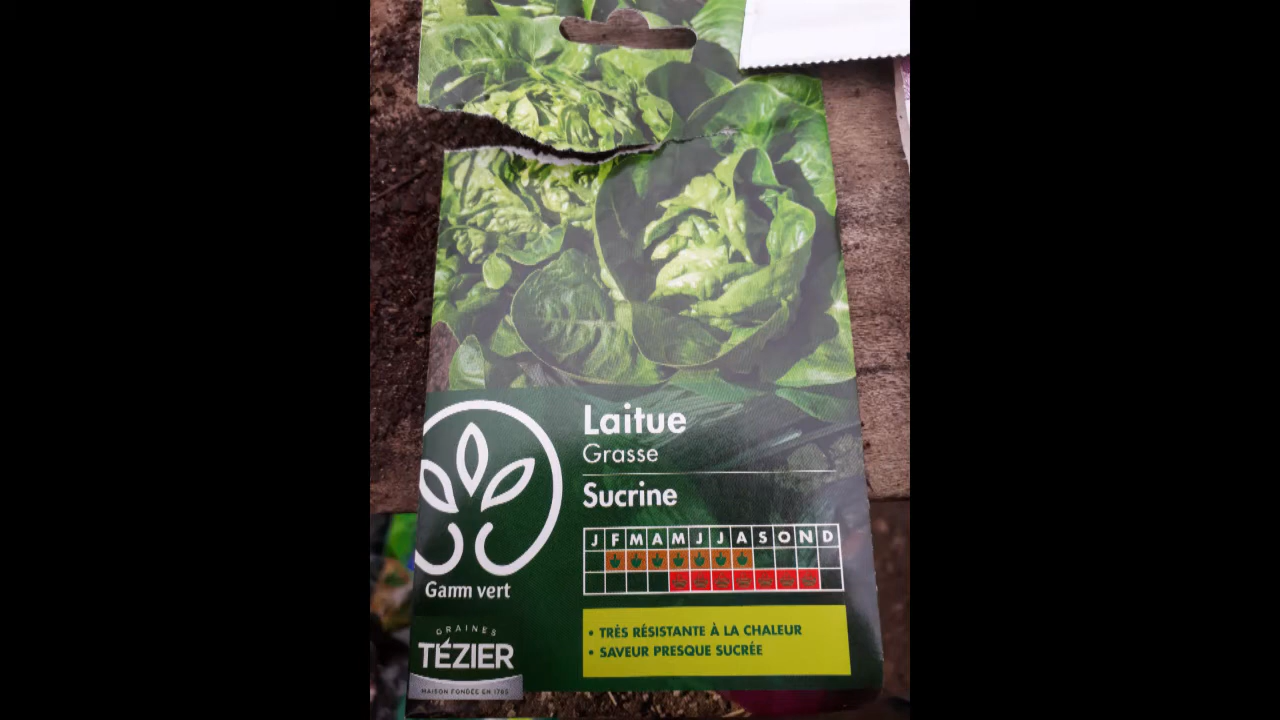 Laitue
Grasse
Sucrine
J F M A M J J A S O N D
Gamm vert
GRAINES
TÉZIER
MAISON FONDÉE EN 1785
• TRÈS RÉSISTANTE À LA CHALEUR
• SAVEUR PRESQUE SUCRÉE